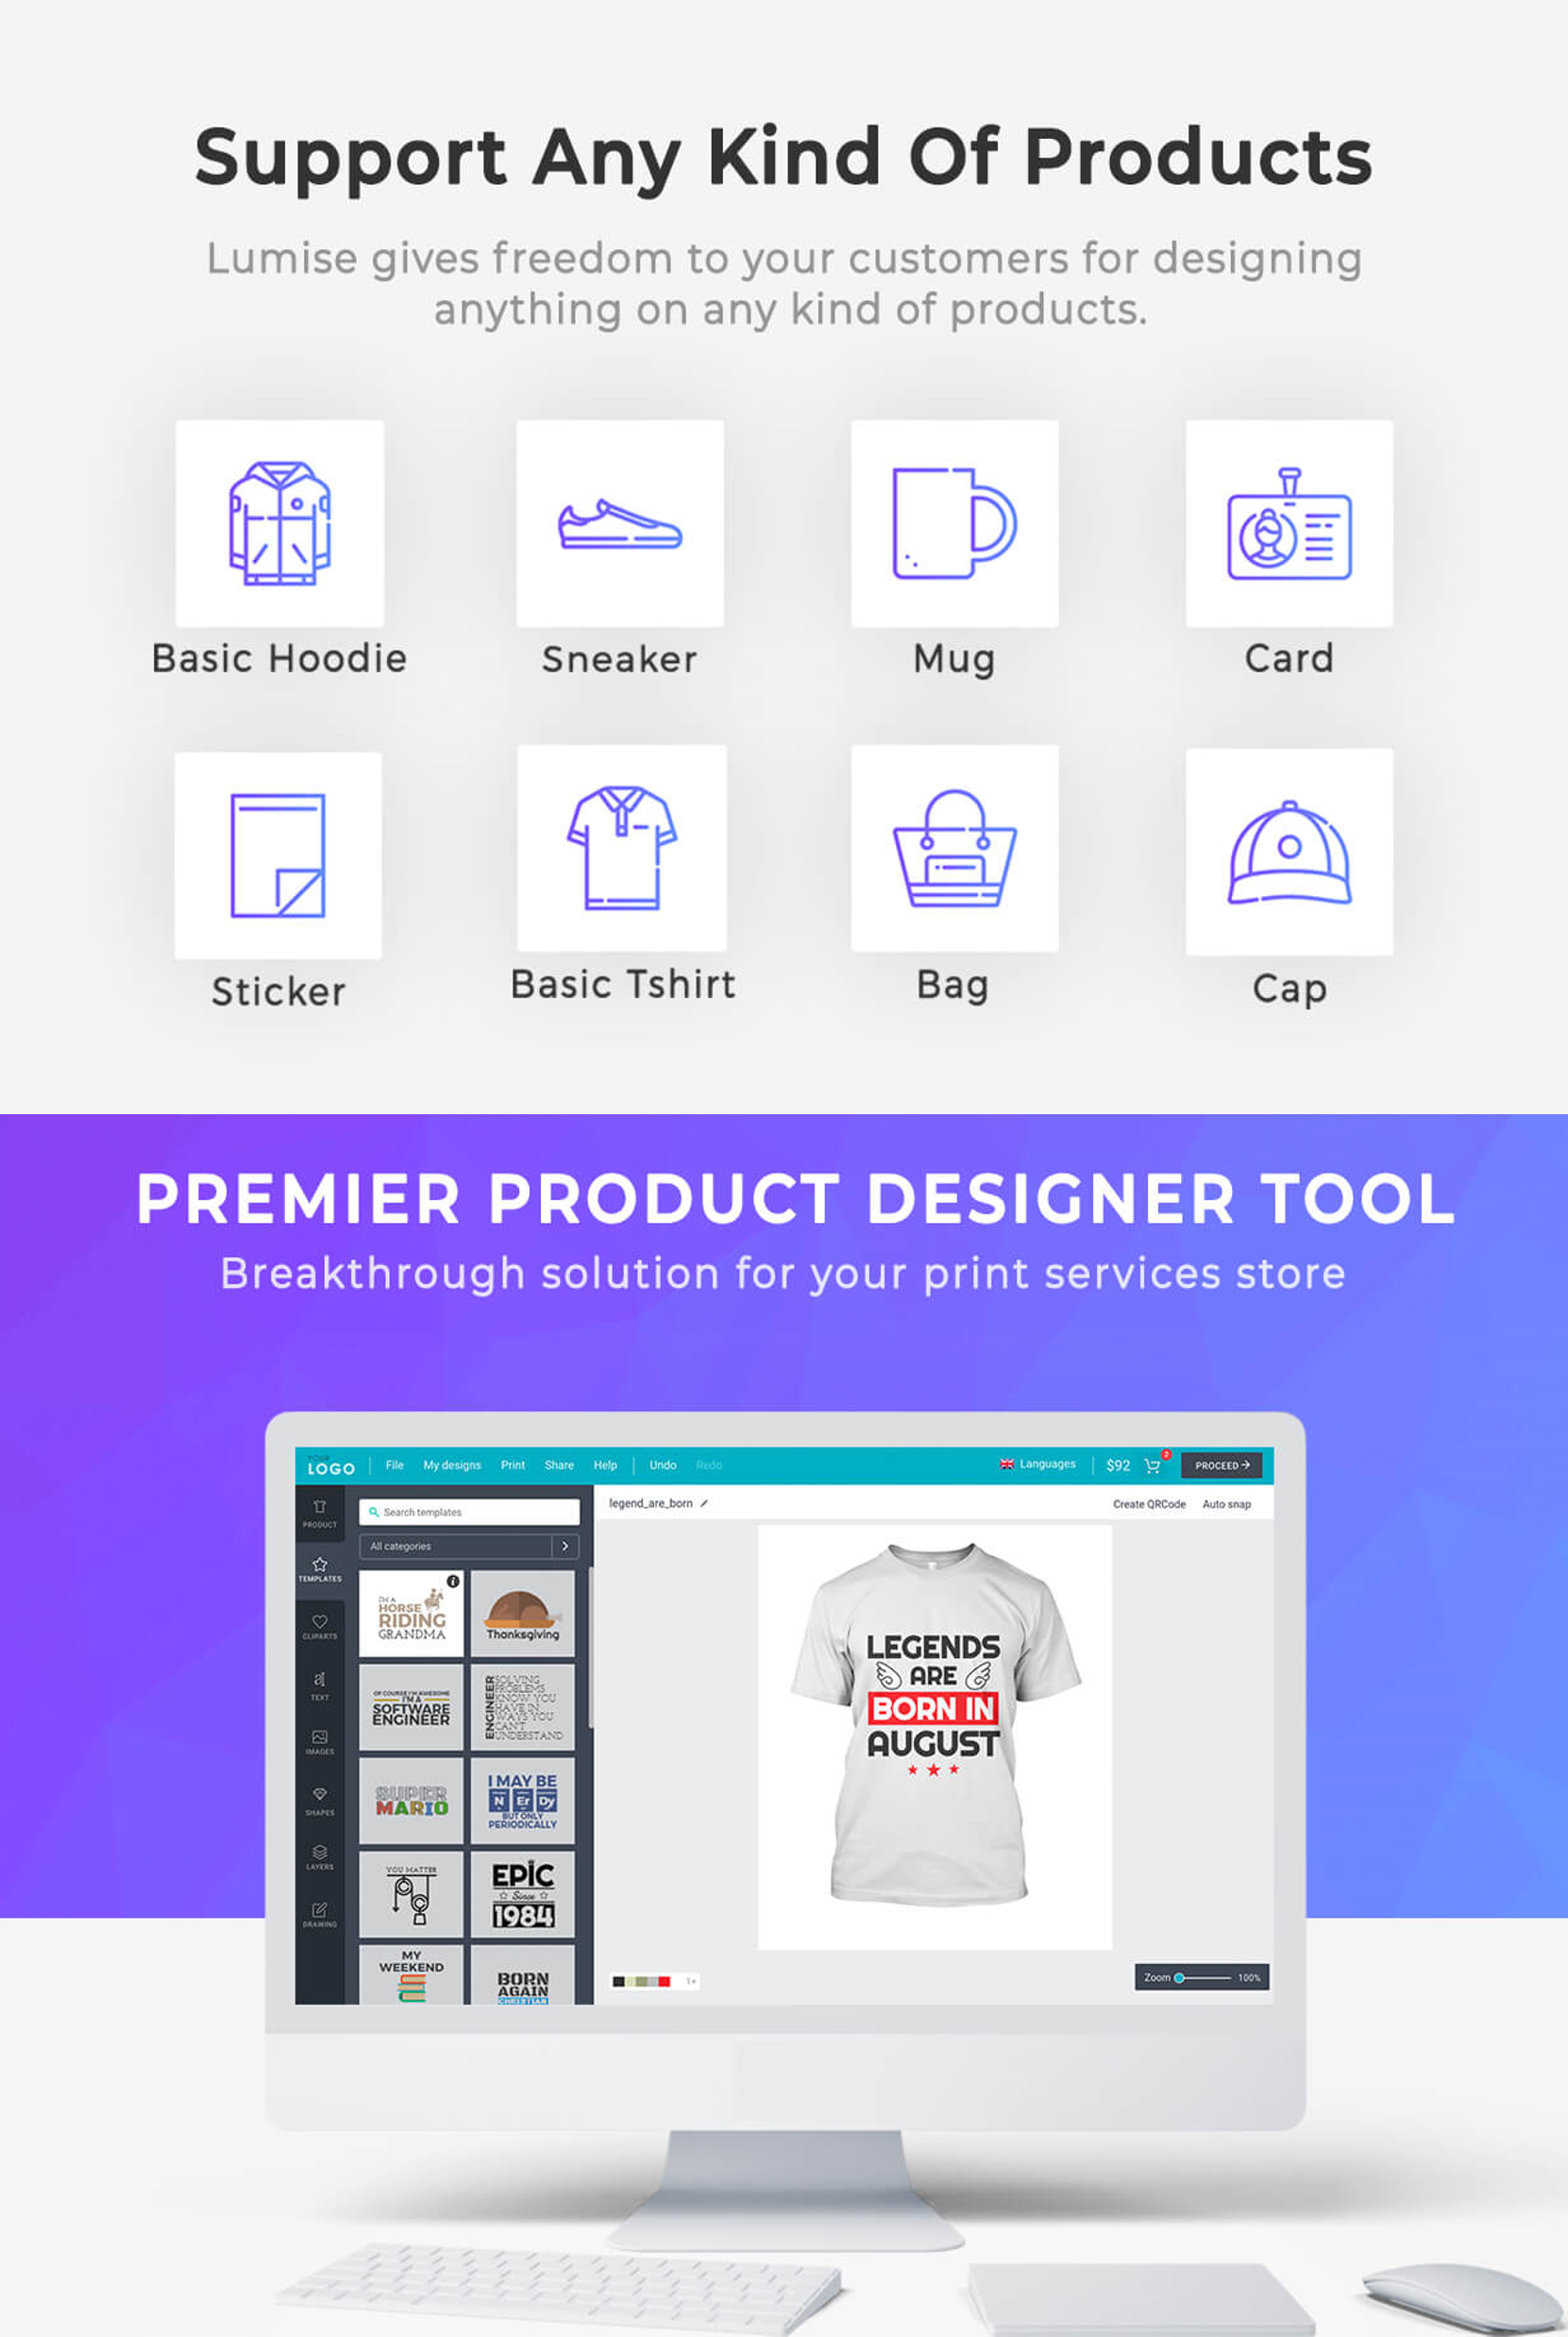 Support Any Kind Of Products
Lumise gives freedom to your customers for designing
anything on any kind of products.
Basic Hoodie
Sneaker
Mug
Card
Sticker
Basic Tshirt
Bag
Cap
PREMIER PRODUCT DESIGNER TOOL
Breakthrough solution for your print services store
YOUR
LOGO
File
My designs
Print
Share
Help
Undo
Redo
Languages
$92
2
PROCEED
PRODUCT
TEMPLATES
CLIPARTS
TEXT
IMAGES
SHAPES
LAYERS
DRAWING
Search templates
All categories
I'M A
HORSE
RIDING
GRANDMA
Thanksgiving
OF COURSE I'M AWESOME
I'M A
SOFTWARE
ENGINEER
ENGINEER
SOLVING
PROBLEMS
KNOW YOU
HAVE IN
WAYS YOU
CAN'T
UNDERSTAND
SUPER
MARIO
I MAY BE
N Er Dy
BUT ONLY
PERIODICALLY
YOU MATTER
EPIC
Since
1984
MY
WEEKEND
BORN
AGAIN
CHRISTIAN
legend_are_born
Create QRCode
Auto snap
LEGENDS
ARE
BORN IN
AUGUST
1+
Zoom
100%